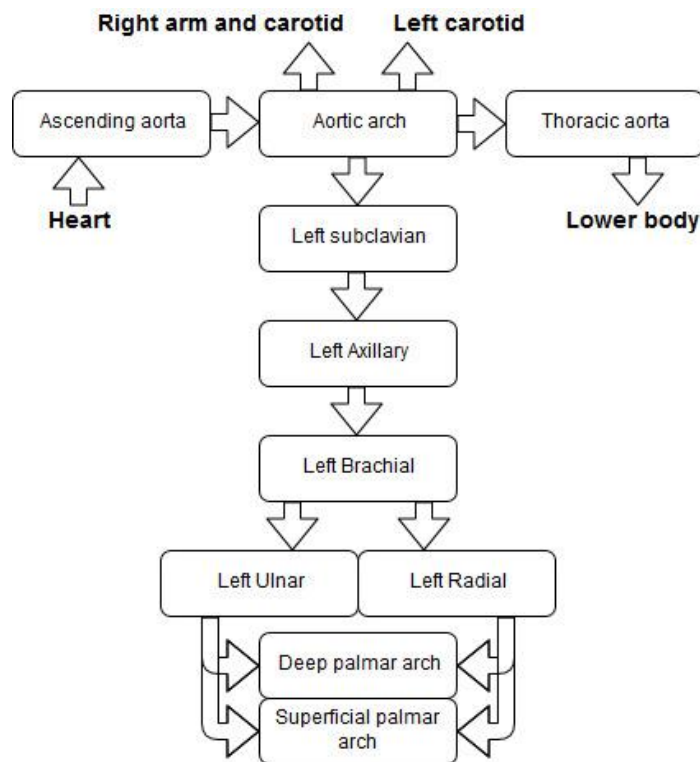 Right arm and carotid
Left carotid
Ascending aorta
Aortic arch
Thoracic aorta
Heart
Lower body
Left subclavian
Left Axillary
Left Brachial
Left Ulnar
Left Radial
Deep palmar arch
Superficial palmar
arch